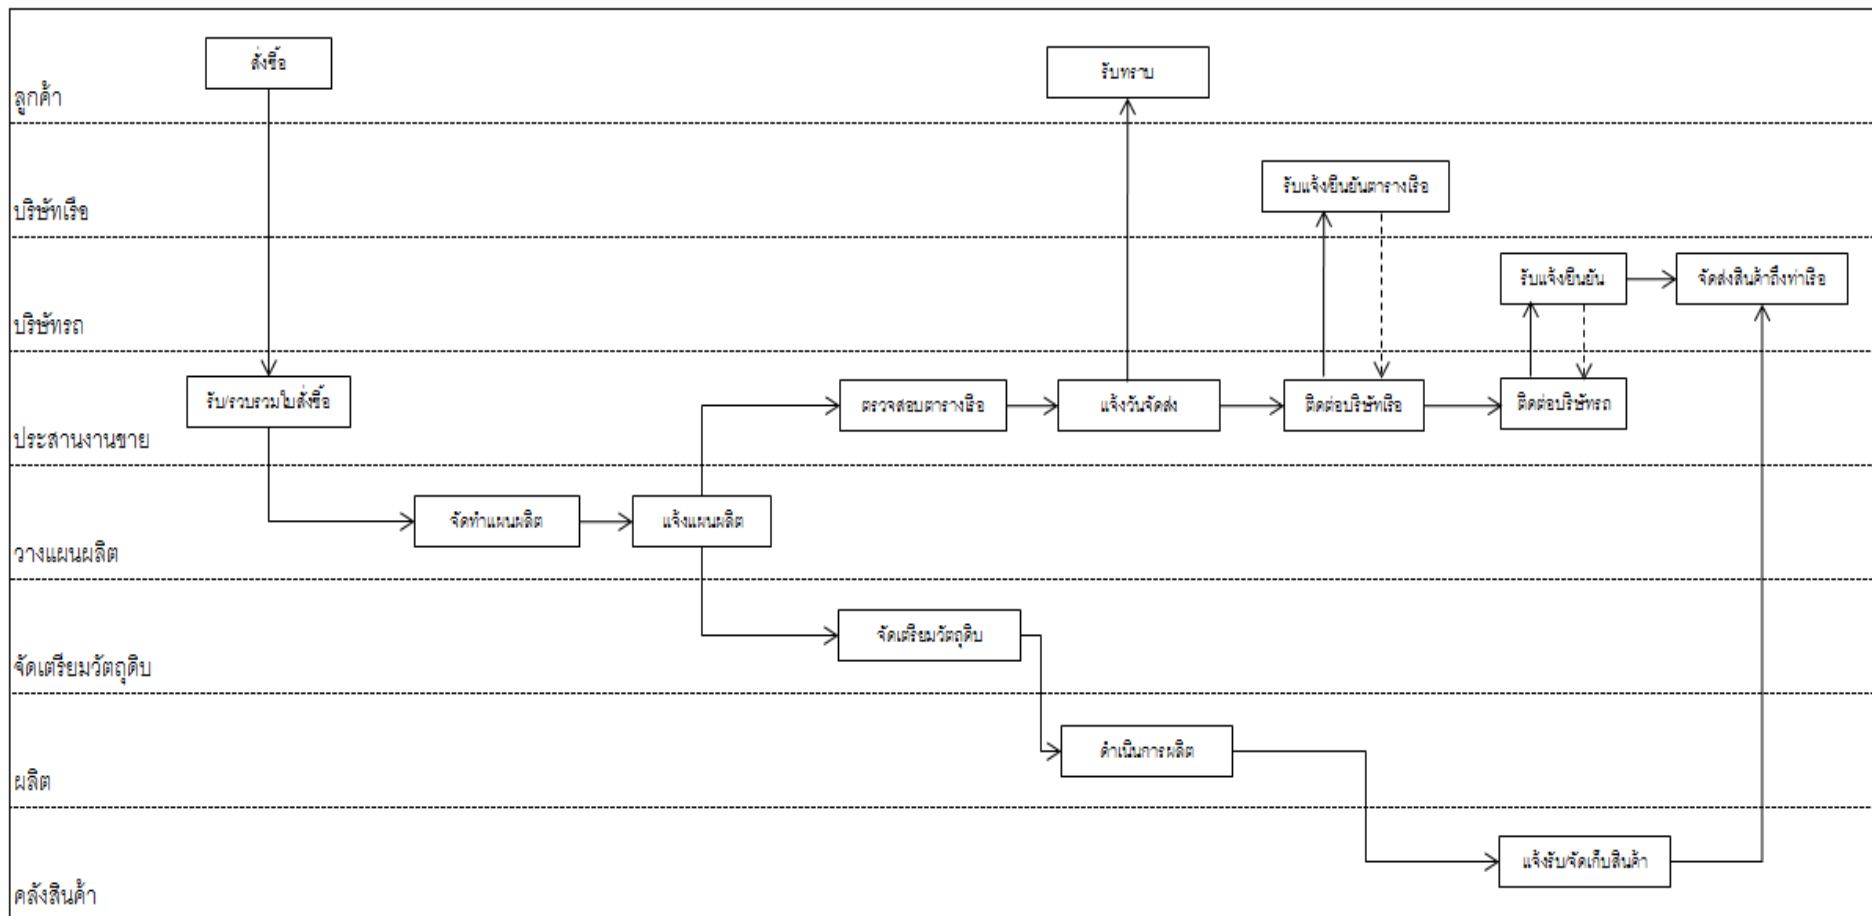 สั่งซื้อ
รับทราบ
ลูกค้า
รับแจ้ง/ยืนยันตารางเรือ
บริษัทเรือ
รับแจ้ง/ยืนยัน
จัดส่งสินค้าถึงท่าเรือ
บริษัทรถ
รับ/รวบรวมใบสั่งซื้อ
ตรวจสอบตารางเรือ
แจ้งวันจัดส่ง
ติดต่อบริษัทเรือ
ติดต่อบริษัทรถ
ประสานงานขาย
จัดทำแผนผลิต
แจ้งแผนผลิต
วางแผนผลิต
จัดเตรียมวัตถุดิบ
จัดเตรียมวัตถุดิบ
ดำเนินการผลิต
ผลิต
แจ้งรับ/จัดเก็บสินค้า
คลังสินค้า